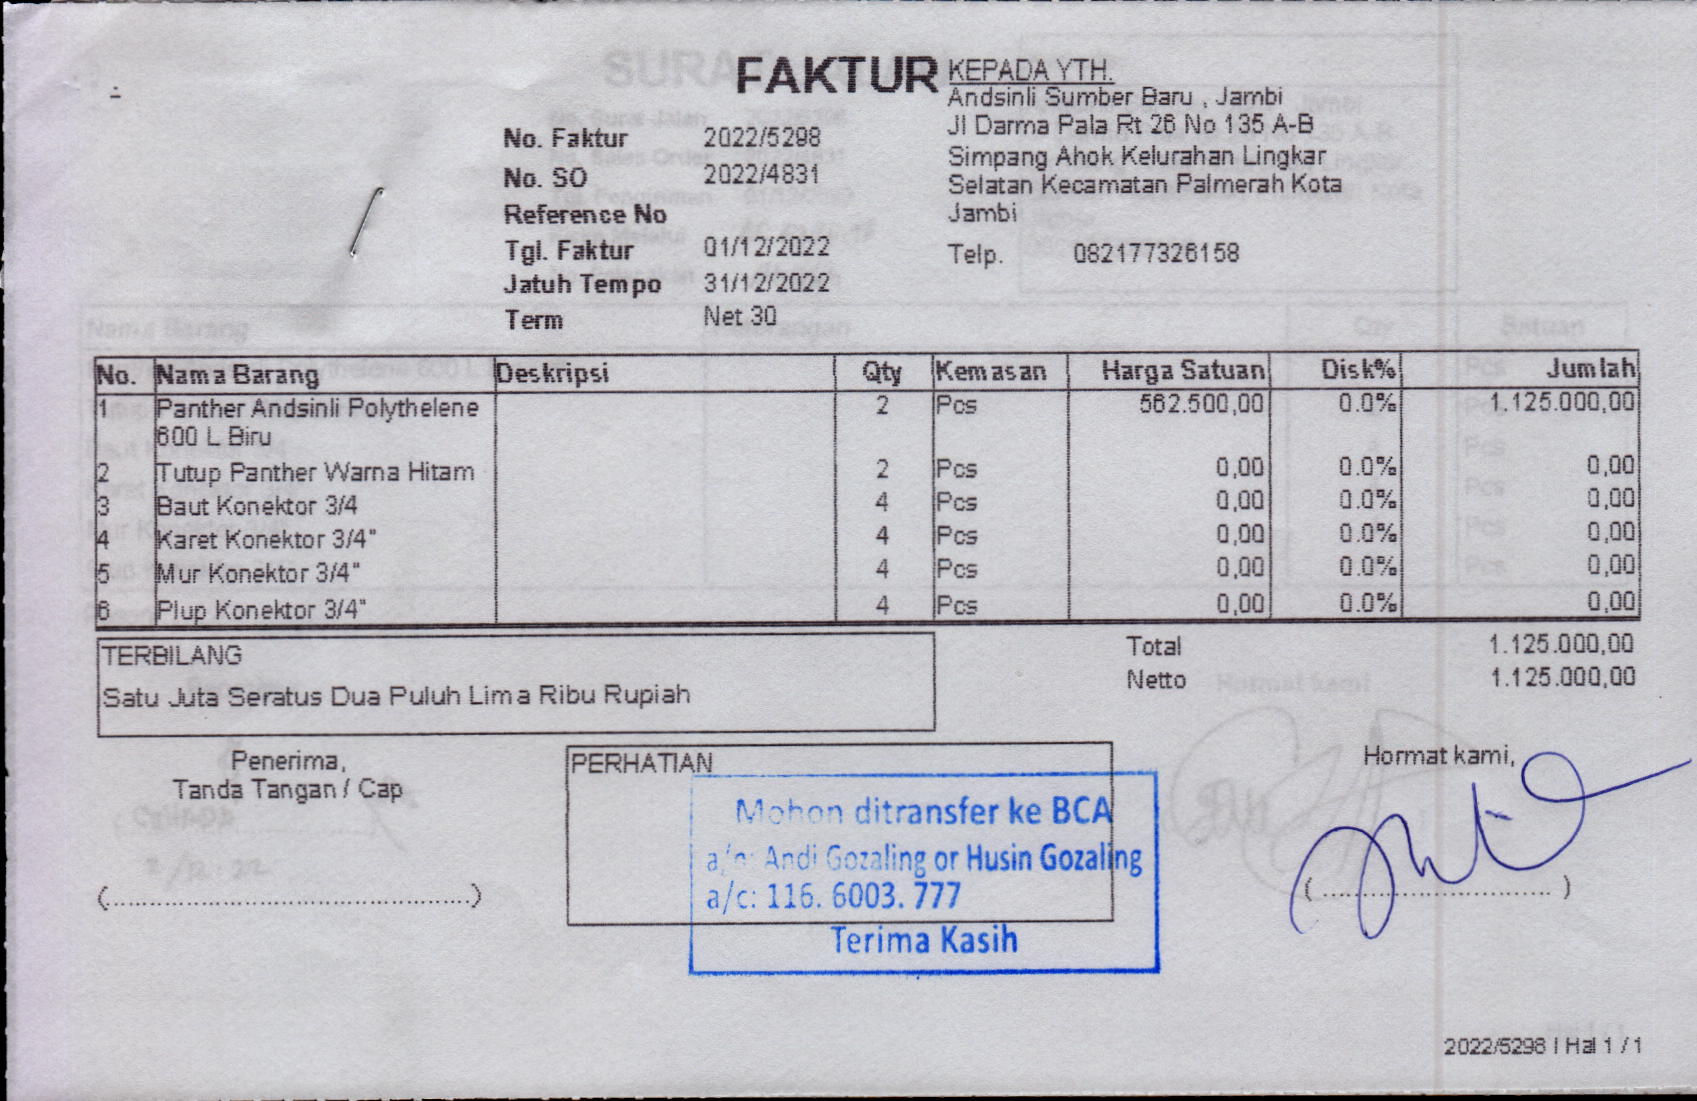 FAKTUR
No. Faktur 2022/5298
No. SO 2022/4831
Reference No
Tgl. Faktur 01/12/2022
Jatuh Tempo 31/12/2022
Term Net 30
KEPADA YTH.
Andsinli Sumber Baru , Jambi
Jl Darma Pala Rt 26 No 135 A-B
Simpang Ahok Kelurahan Lingkar
Selatan Kecamatan Palmerah Kota
Jambi
Telp. 082177326158
No. Nama Barang Deskripsi Qty Kemasan Harga Satuan Disk% Jumlah
1 Panther Andsinli Polythelene 2 Pcs 562.500,00 0.0% 1.125.000,00
600 L Biru
2 Tutup Panther Warna Hitam 2 Pcs 0,00 0.0% 0,00
3 Baut Konektor 3/4 4 Pcs 0,00 0.0% 0,00
4 Karet Konektor 3/4" 4 Pcs 0,00 0.0% 0,00
5 Mur Konektor 3/4" 4 Pcs 0,00 0.0% 0,00
6 Plup Konektor 3/4" 4 Pcs 0,00 0.0% 0,00
TERBILANG
Satu Juta Seratus Dua Puluh Lima Ribu Rupiah
Total 1.125.000,00
Netto 1.125.000,00
Penerima,
Tanda Tangan / Cap
(................................................)
PERHATIAN
Mohon ditransfer ke BCA
a/n: Andi Gozaling or Husin Gozaling
a/c: 116. 6003. 777
Terima Kasih
Hormat kami,
(..............................)
2022/5298 | Hal 1 / 1